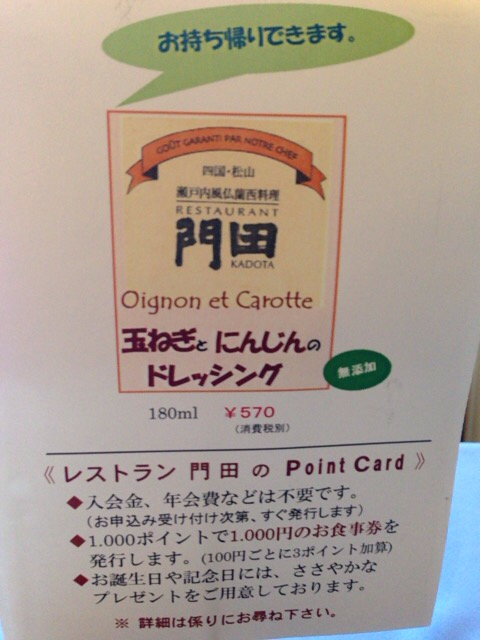 お持ち帰りできます。
GOÛT GARANTI PAR NOTRE CHEF
四国・松山
瀬戸内風仏蘭西料理
RESTAURANT
門田
KADOTA
Oignon et Carotte
玉ねぎと にんじんの
ドレッシング
無添加
180ml ￥570
(消費税別)
《レストラン 門田 の Point Card 》
◆入会金、年会費などは不要です。
(お申込み受け付け次第、すぐ発行します)
◆1.000ポイントで1.000円のお食事券を
発行します。(100円ごとに3ポイント加算)
◆お誕生日や記念日には、ささやかな
プレゼントをご用意しております。
※ 詳細は係りにお尋ね下さい。